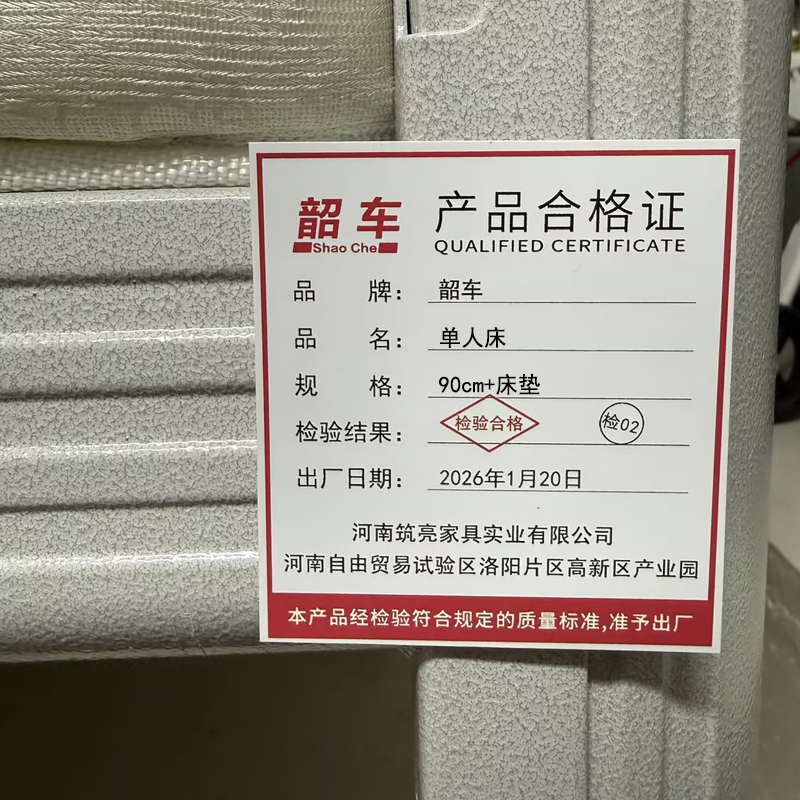 韶车
Shao Che
产品合格证
QUALIFIED CERTIFICATE
品牌：韶车
品名：单人床
规格：90cm+床垫
检验结果：检验合格 检02
出厂日期：2026年1月20日
河南筑亮家具实业有限公司
河南自由贸易试验区洛阳片区高新区产业园
本产品经检验符合规定的质量标准,准予出厂